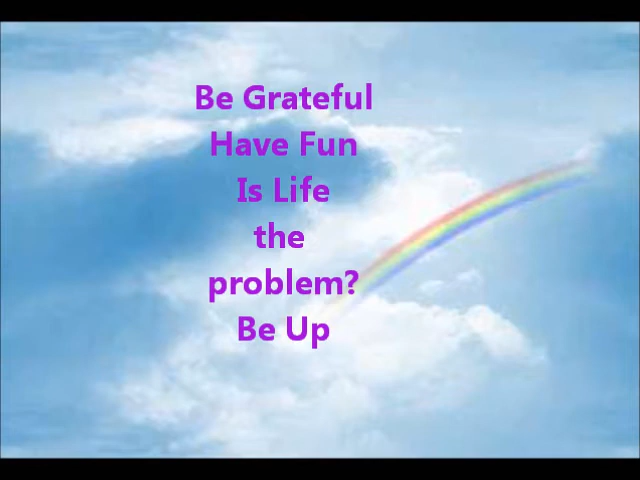 Be Grateful
Have Fun
Is Life
the
problem?
Be Up